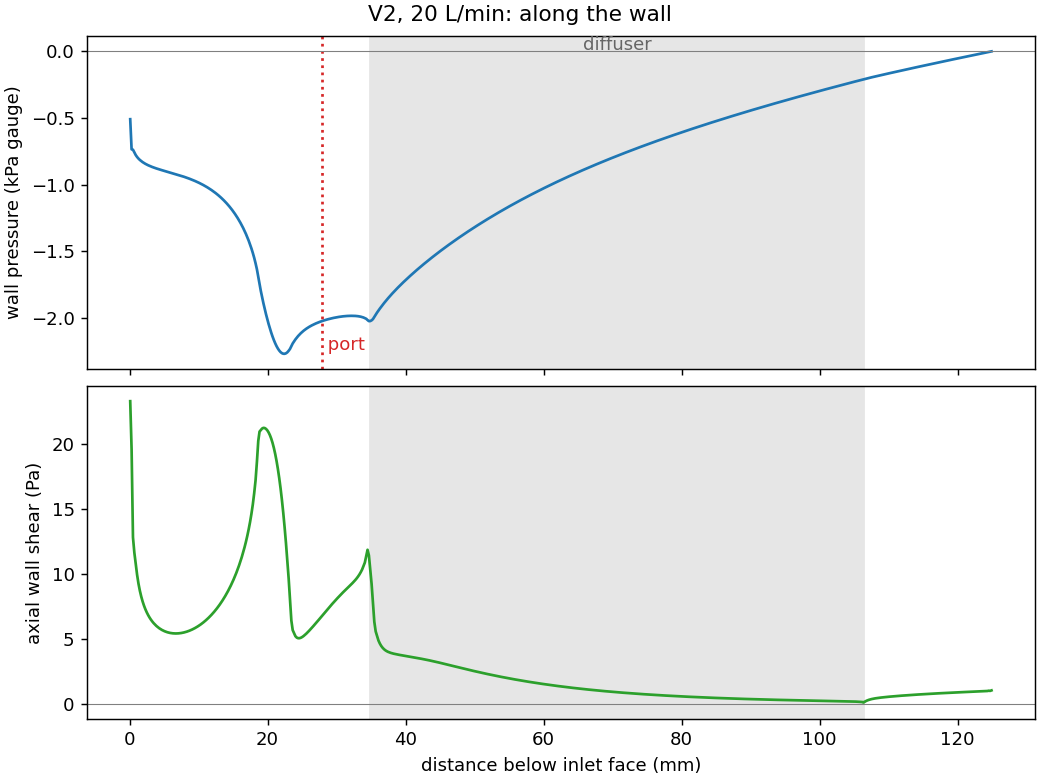 V2, 20 L/min: along the wall
diffuser
0.0
−0.5
−1.0
−1.5
−2.0
wall pressure (kPa gauge)
port
20
15
10
5
0
axial wall shear (Pa)
0 20 40 60 80 100 120
distance below inlet face (mm)